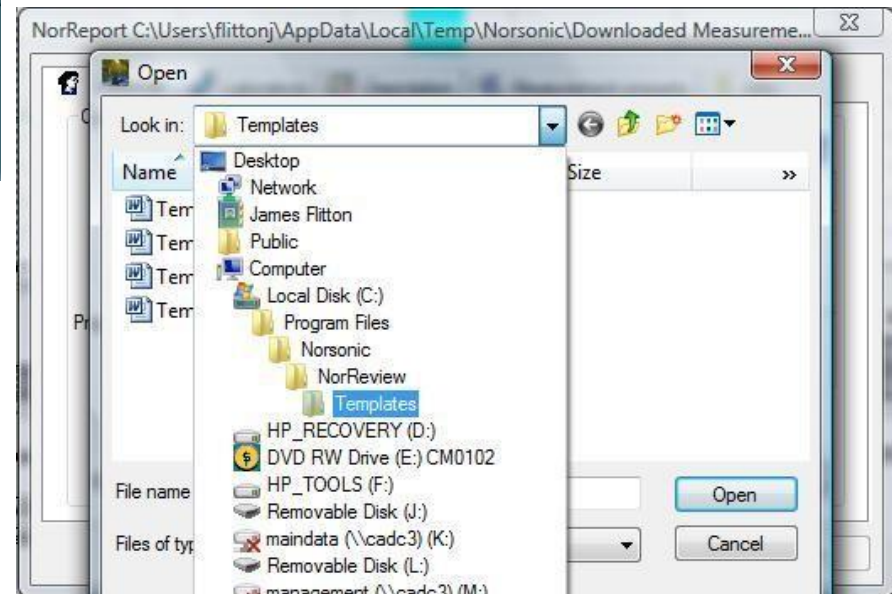 NorReport C:\Users\flittonj\AppData\Local\Temp\Norsonic\Downloaded Measureme...
Open
Look in: Templates
Name Size »
Desktop
Network
James Flitton
Public
Computer
Local Disk (C:)
Program Files
Norsonic
NorReview
Templates
HP_RECOVERY (D:)
DVD RW Drive (E:) CM0102
HP_TOOLS (F:)
Removable Disk (J:)
maindata (\\cadc3) (K:)
Removable Disk (L:)
management (\\cadc3) (M:)
Tem
Tem
Tem
Tem
File name
Open
Files of typ
Cancel